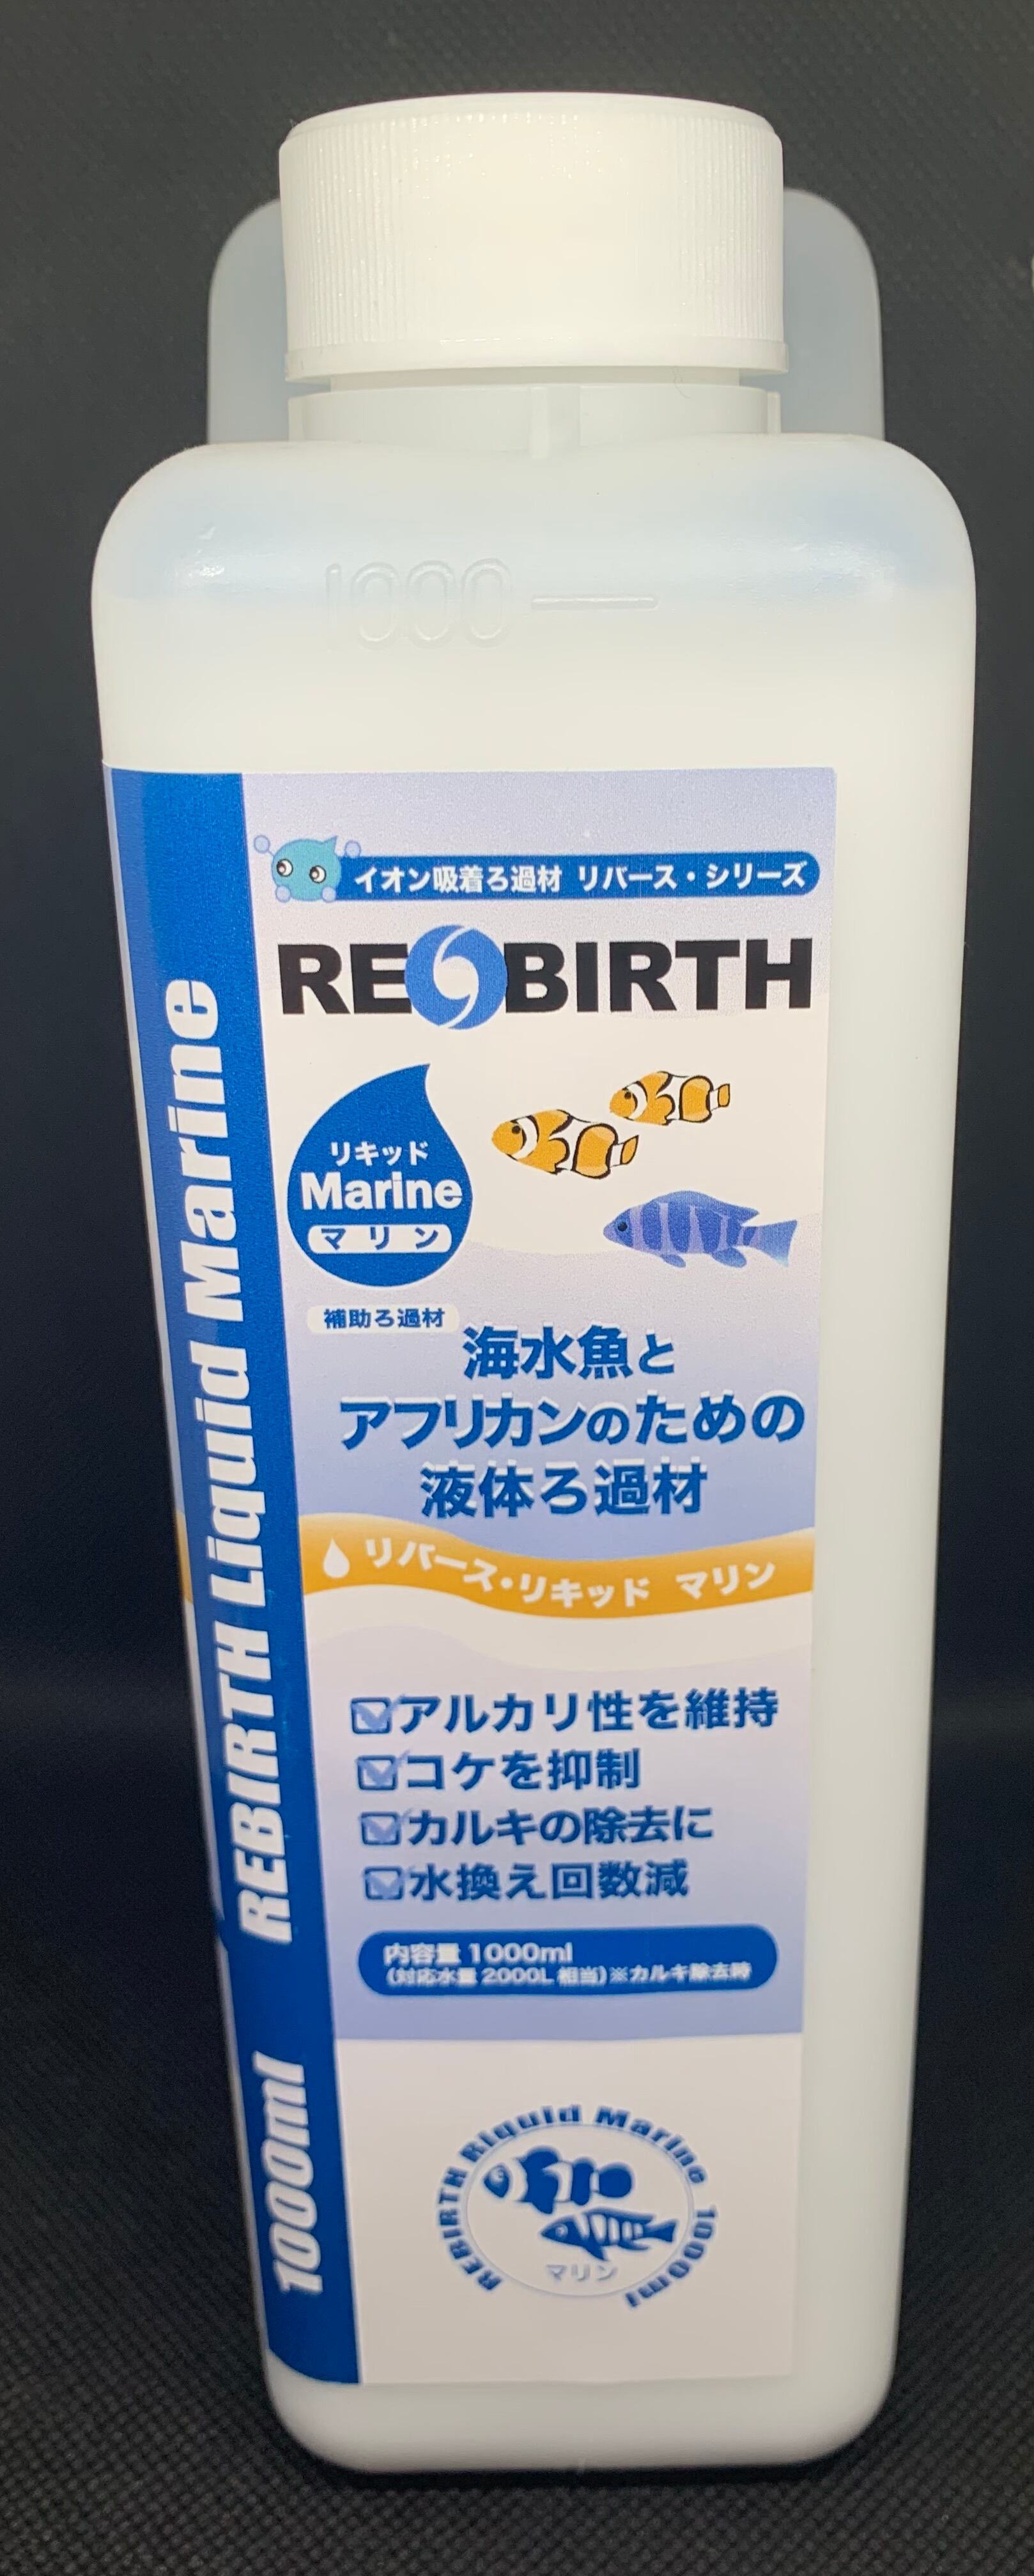 1000
イオン吸着ろ過材 リバース・シリーズ
REBIRTH
リキッド
Marine
マリン
補助ろ過材
海水魚と
アフリカンのための
液体ろ過材
リバース・リキッド マリン
アルカリ性を維持
コケを抑制
カルキの除去に
水換え回数減
内容量 1000ml
(対応水量 2000L 相当)※カルキ除去時
REBIRTH Riquid Marine 1000ml
マリン
REBIRTH Liquid Marine 1000ml